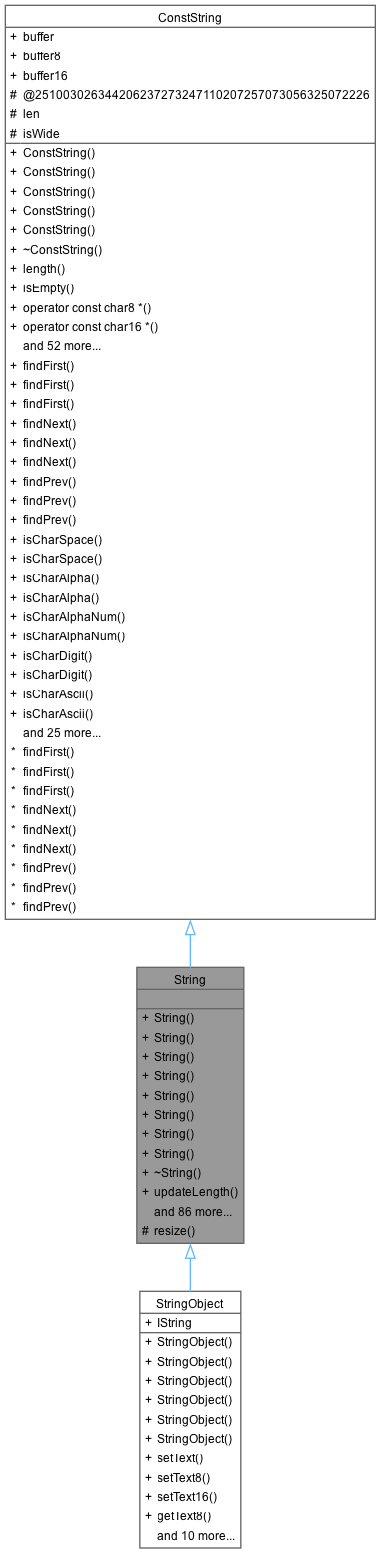 ConstString
+ buffer
+ buffer8
+ buffer16
# @251003026344206237273247110207257073056325072226
# len
# isWide
+ ConstString()
+ ConstString()
+ ConstString()
+ ConstString()
+ ConstString()
+ ~ConstString()
+ length()
+ isEmpty()
+ operator const char8 *()
+ operator const char16 *()
and 52 more...
+ findFirst()
+ findFirst()
+ findFirst()
+ findNext()
+ findNext()
+ findNext()
+ findPrev()
+ findPrev()
+ findPrev()
+ isCharSpace()
+ isCharSpace()
+ isCharAlpha()
+ isCharAlpha()
+ isCharAlphaNum()
+ isCharAlphaNum()
+ isCharDigit()
+ isCharDigit()
+ isCharAscii()
+ isCharAscii()
and 25 more...
* findFirst()
* findFirst()
* findFirst()
* findNext()
* findNext()
* findNext()
* findPrev()
* findPrev()
* findPrev()
String
+ String()
+ String()
+ String()
+ String()
+ String()
+ String()
+ String()
+ String()
+ ~String()
+ updateLength()
and 86 more...
# resize()
StringObject
+ IString
+ StringObject()
+ StringObject()
+ StringObject()
+ StringObject()
+ StringObject()
+ StringObject()
+ setText()
+ setText8()
+ setText16()
+ getText8()
and 10 more...